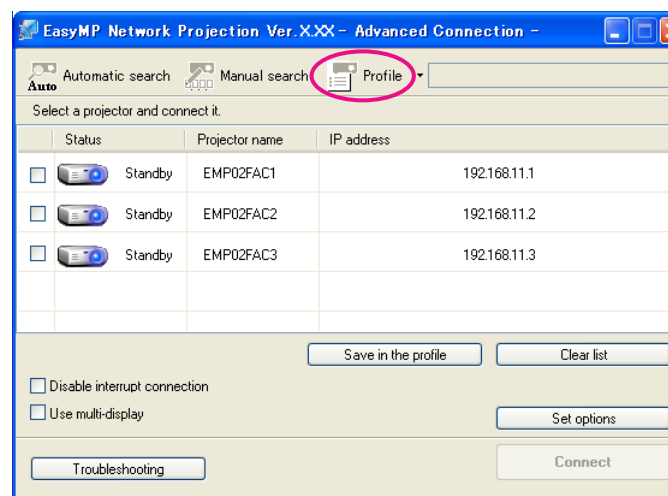 EasyMP Network Projection Ver.X.XX – Advanced Connection –
Auto Automatic search Manual search Profile
Select a projector and connect it.
Status Projector name IP address
Standby EMP02FAC1 192.168.11.1
Standby EMP02FAC2 192.168.11.2
Standby EMP02FAC3 192.168.11.3
Save in the profile Clear list
Disable interrupt connection
Use multi-display
Set options
Troubleshooting Connect